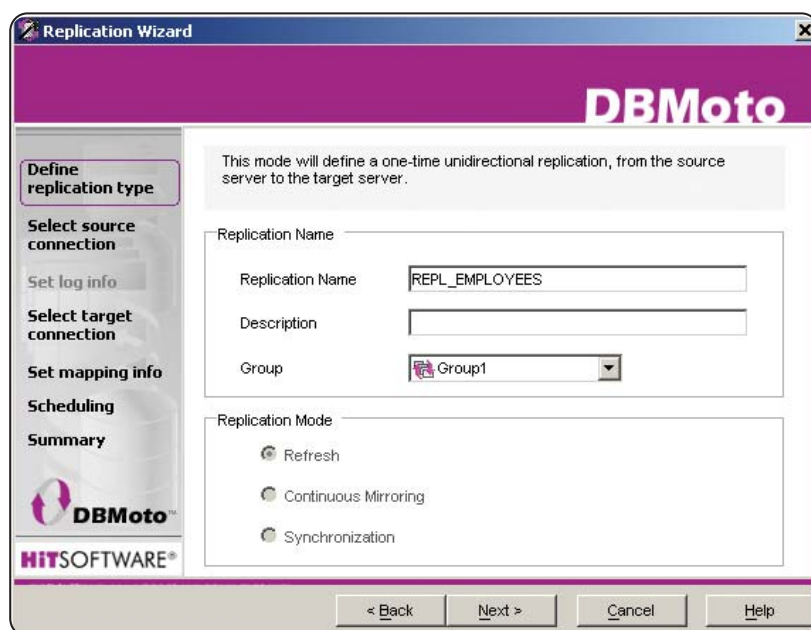 Replication Wizard
DBMoto
Define
replication type
Select source
connection
Set log info
Select target
connection
Set mapping info
Scheduling
Summary
DBMoto™
HiTSOFTWARE®
This mode will define a one-time unidirectional replication, from the source
server to the target server.
Replication Name
Replication Name REPL_EMPLOYEES
Description
Group Group1
Replication Mode
Refresh
Continuous Mirroring
Synchronization
< Back Next > Cancel Help